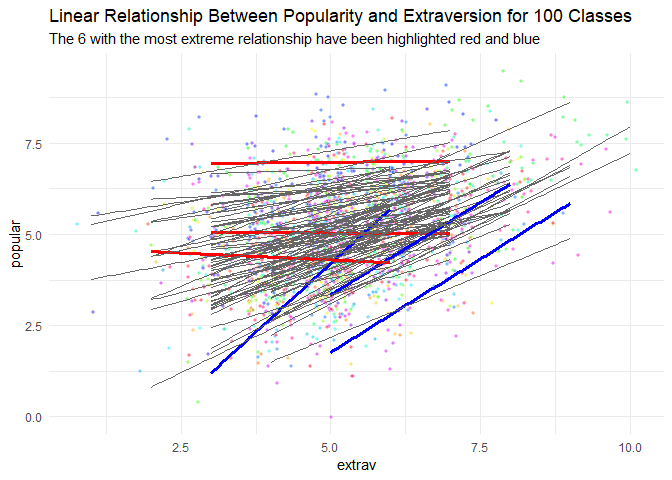 Linear Relationship Between Popularity and Extraversion for 100 Classes
The 6 with the most extreme relationship have been highlighted red and blue
popular
7.5
5.0
2.5
0.0
2.5 5.0 7.5 10.0
extrav